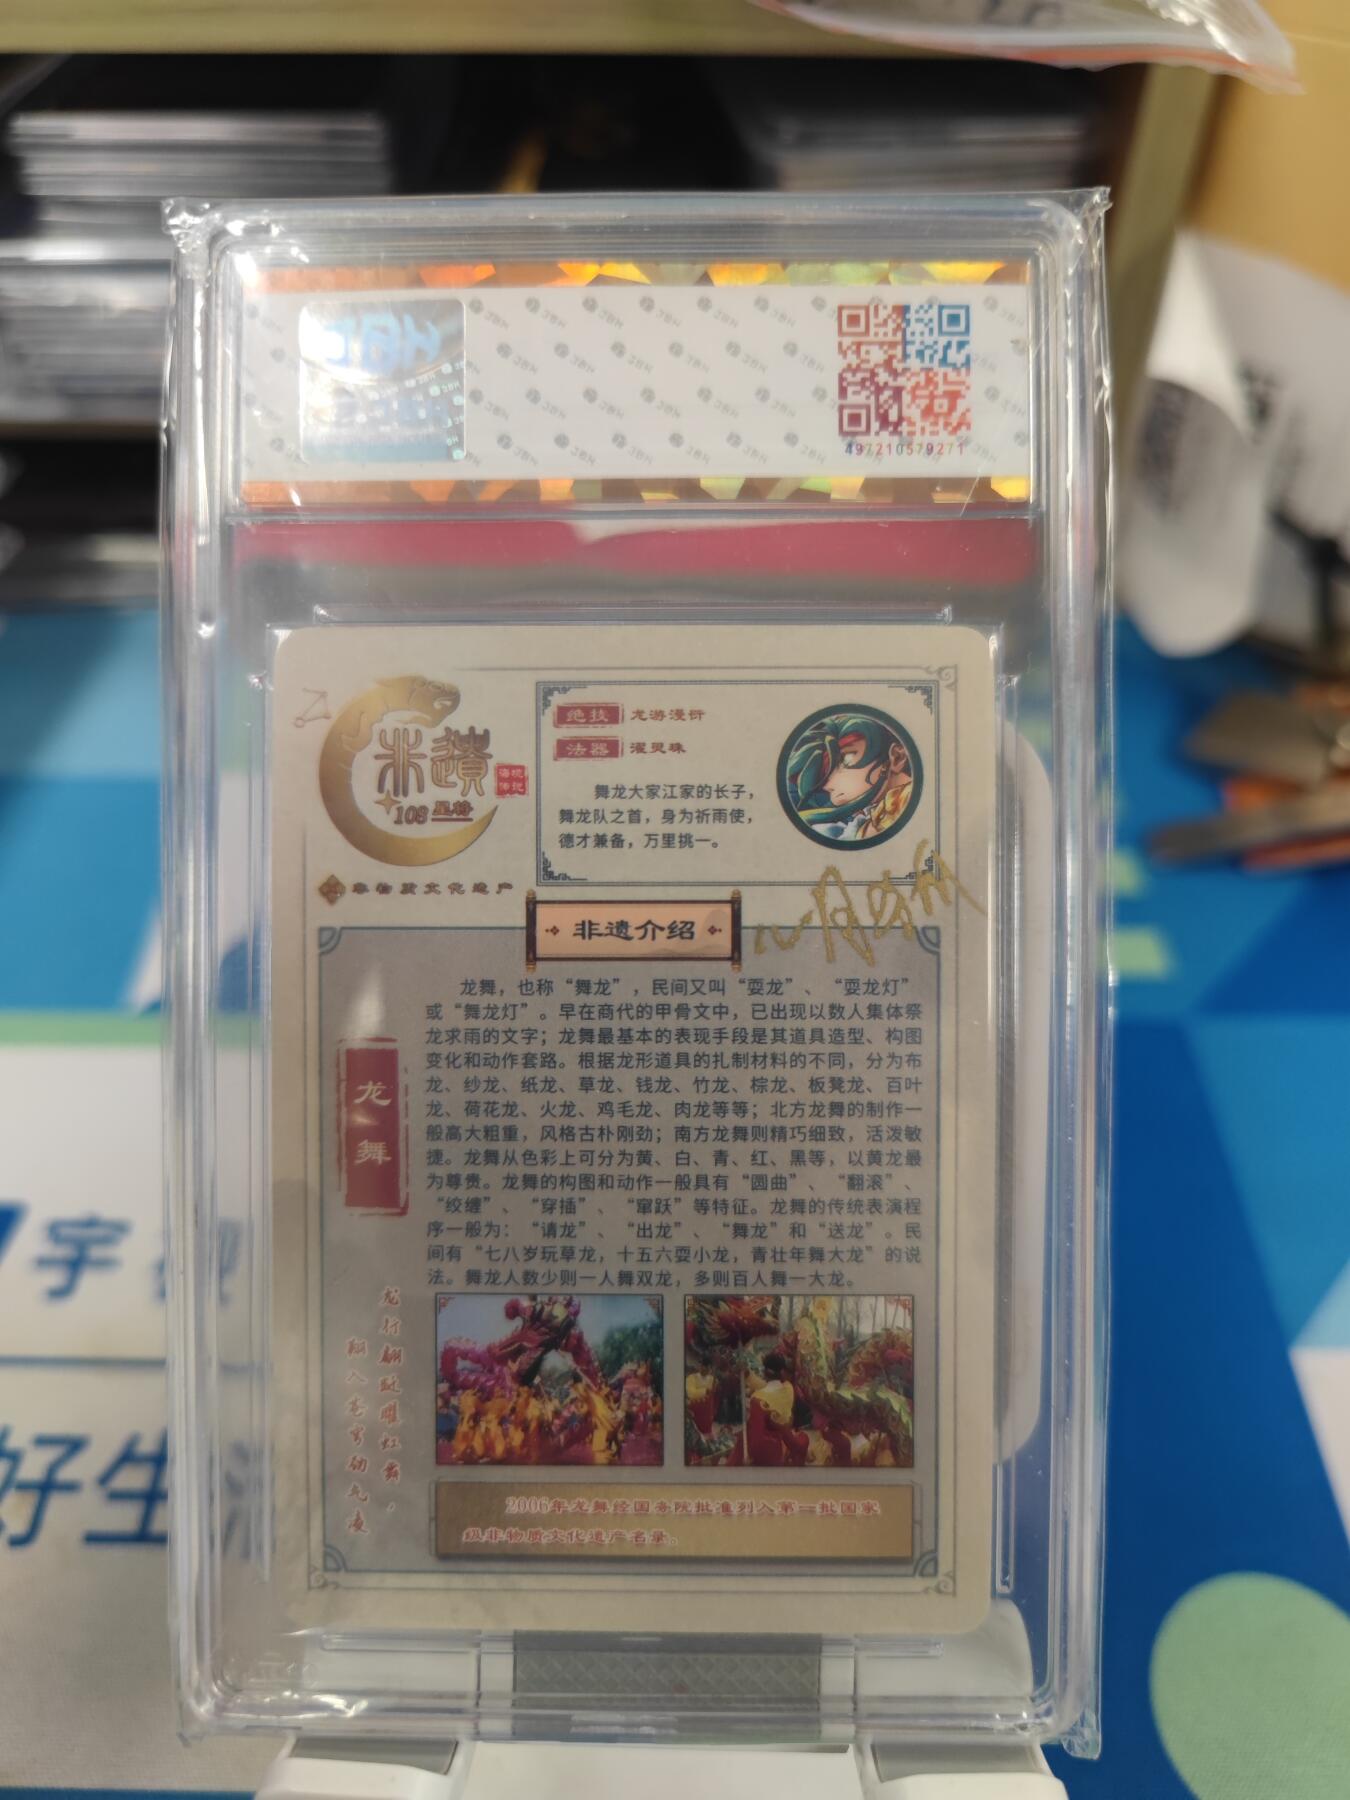 JBH
497210579271
非遗
108星将
非物质文化遗产
绝技 龙游漫衍
法器 濯灵珠
舞龙大家江家的长子，
舞龙队之首，身为祈雨使，
德才兼备，万里挑一。
非遗介绍
龙舞，也称“舞龙”，民间又叫“耍龙”、“耍龙灯”
或“舞龙灯”。早在商代的甲骨文中，已出现以数人集体祭
龙求雨的文字；龙舞最基本的表现手段是其道具造型、构图
变化和动作套路。根据龙形道具的扎制材料的不同，分为布
龙、纱龙、纸龙、草龙、钱龙、竹龙、棕龙、板凳龙、百叶
龙、荷花龙、火龙、鸡毛龙、肉龙等等；北方龙舞的制作一
般高大粗重，风格古朴刚劲；南方龙舞则精巧细致，活泼敏
捷。龙舞从色彩上可分为黄、白、青、红、黑等，以黄龙最
为尊贵。龙舞的构图和动作一般具有“圆曲”、“翻滚”、
“绞缠”、“穿插”、“窜跃”等特征。龙舞的传统表演程
序一般为：“请龙”、“出龙”、“舞龙”和“送龙”。民
间有“七八岁玩草龙，十五六耍小龙，青壮年舞大龙”的说
法。舞龙人数少则一人舞双龙，多则百人舞一大龙。
龙舞
2006年龙舞经国务院批准列入第一批国家
级非物质文化遗产名录。
宇
好生